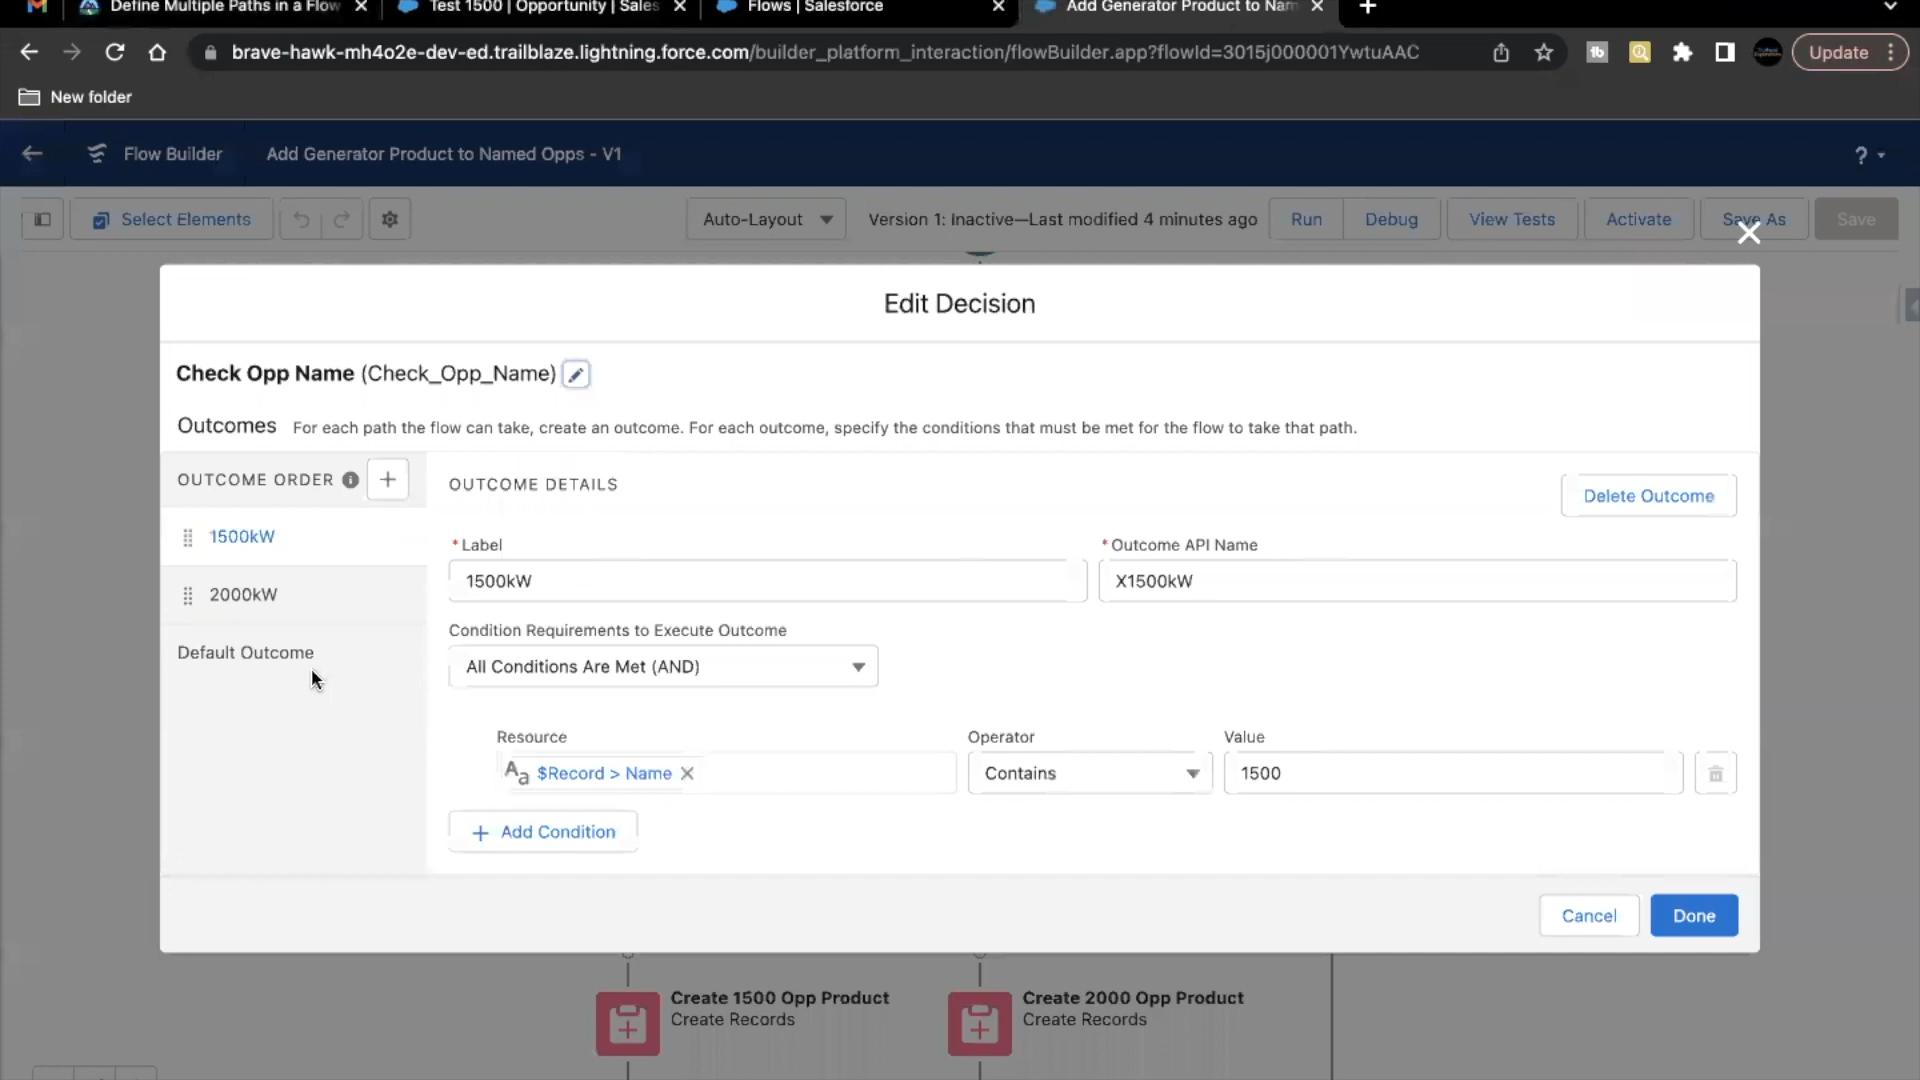 Define Multiple Paths in a Flow
Test 1500 | Opportunity | Sales
Flows | Salesforce
Add Generator Product to Nam
brave-hawk-mh4o2e-dev-ed.trailblaze.lightning.force.com/builder_platform_interaction/flowBuilder.app?flowId=3015j000001YwtuAAC
Update
New folder
Flow Builder
Add Generator Product to Named Opps - V1
?
Select Elements
Auto-Layout
Version 1: Inactive—Last modified 4 minutes ago
Run
Debug
View Tests
Activate
Save As
Save
Edit Decision
Check Opp Name (Check_Opp_Name)
Outcomes For each path the flow can take, create an outcome. For each outcome, specify the conditions that must be met for the flow to take that path.
OUTCOME ORDER
1500kW
2000kW
Default Outcome
OUTCOME DETAILS
Delete Outcome
* Label
1500kW
* Outcome API Name
X1500kW
Condition Requirements to Execute Outcome
All Conditions Are Met (AND)
Resource
Aa $Record > Name
Operator
Contains
Value
1500
+ Add Condition
Cancel
Done
Create 1500 Opp Product
Create Records
Create 2000 Opp Product
Create Records